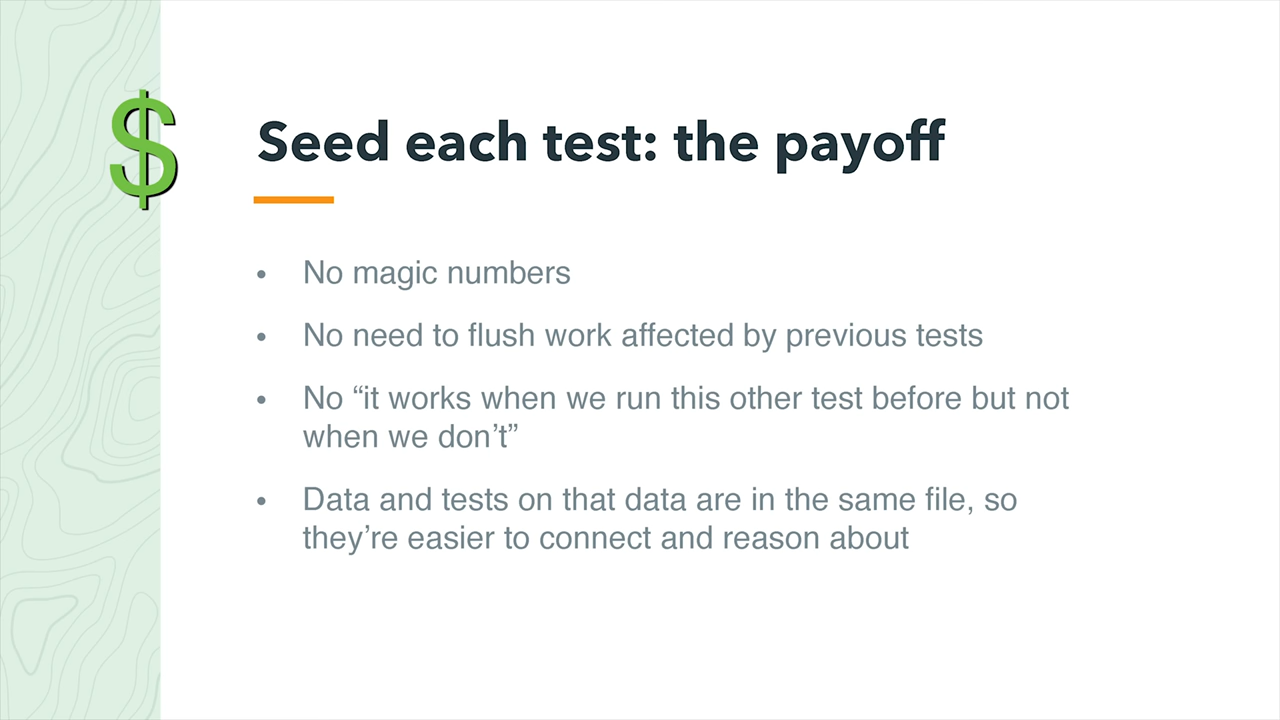 $
Seed each test: the payoff
• No magic numbers
• No need to flush work affected by previous tests
• No “it works when we run this other test before but not
when we don’t”
• Data and tests on that data are in the same file, so
they’re easier to connect and reason about